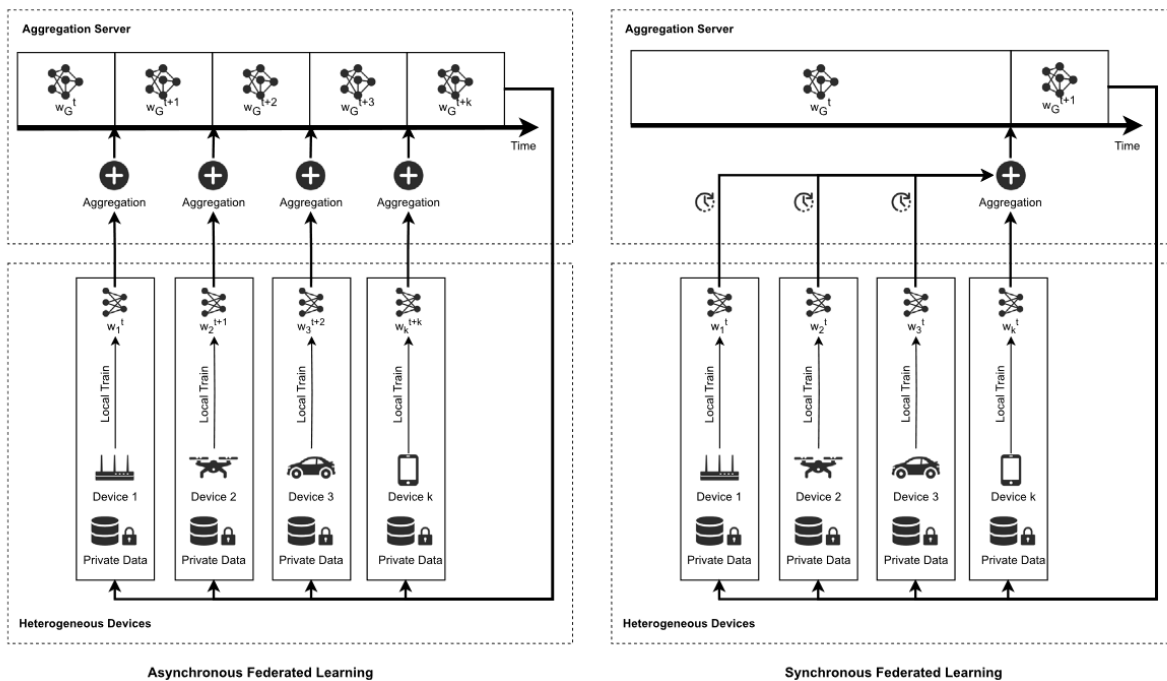 Aggregation Server
w_G^t
w_G^{t+1}
w_G^{t+2}
w_G^{t+3}
w_G^{t+k}
Time
Aggregation
Aggregation
Aggregation
Aggregation
w_1^t
w_2^{t+1}
w_3^{t+2}
w_k^{t+k}
Local Train
Local Train
Local Train
Local Train
Device 1
Device 2
Device 3
Device k
Private Data
Private Data
Private Data
Private Data
Heterogeneous Devices
Asynchronous Federated Learning
Aggregation Server
w_G^t
w_G^{t+1}
Time
Aggregation
w_1^t
w_2^t
w_3^t
w_k^t
Local Train
Local Train
Local Train
Local Train
Device 1
Device 2
Device 3
Device k
Private Data
Private Data
Private Data
Private Data
Heterogeneous Devices
Synchronous Federated Learning